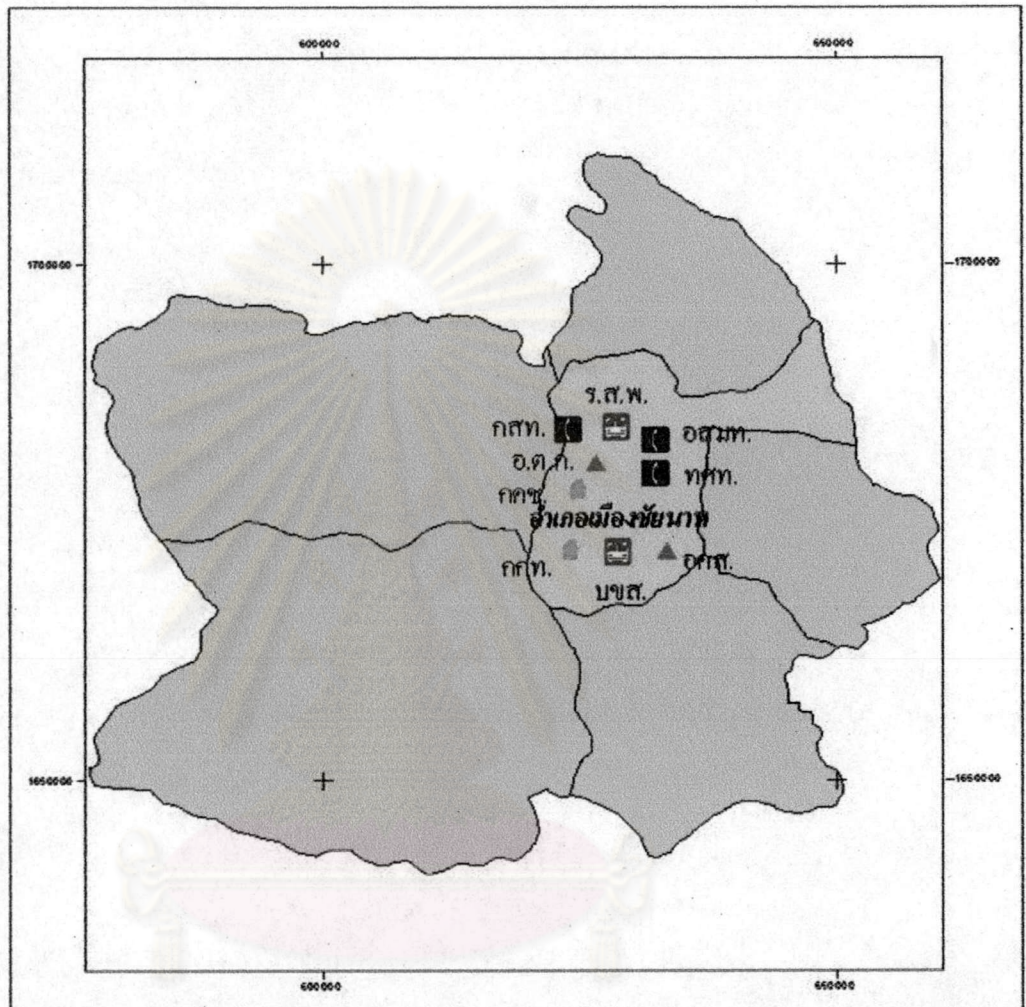 600000 650000
1700000 1700000
ร.ส.พ.
กสท. อสมท.
อ.ต.ก. ทศท.
กคช.
อำเภอเมืองชัยนาท
กกท. อคส.
บขส.
1650000 1650000
600000 650000